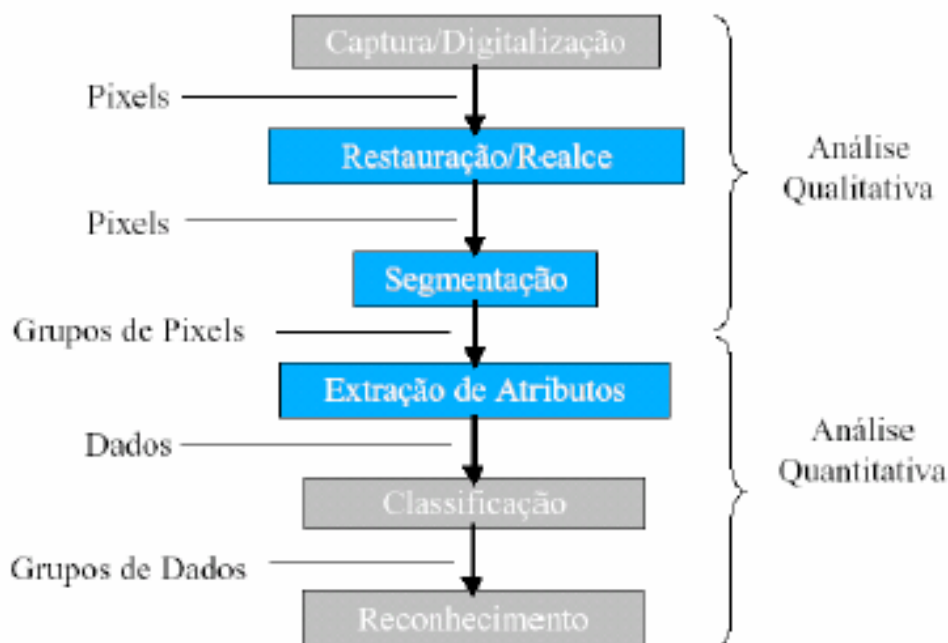 Captura/Digitalização
Pixels
Restauração/Realce
Análise
Qualitativa
Pixels
Segmentação
Grupos de Pixels
Extração de Atributos
Dados
Análise
Quantitativa
Classificação
Grupos de Dados
Reconhecimento